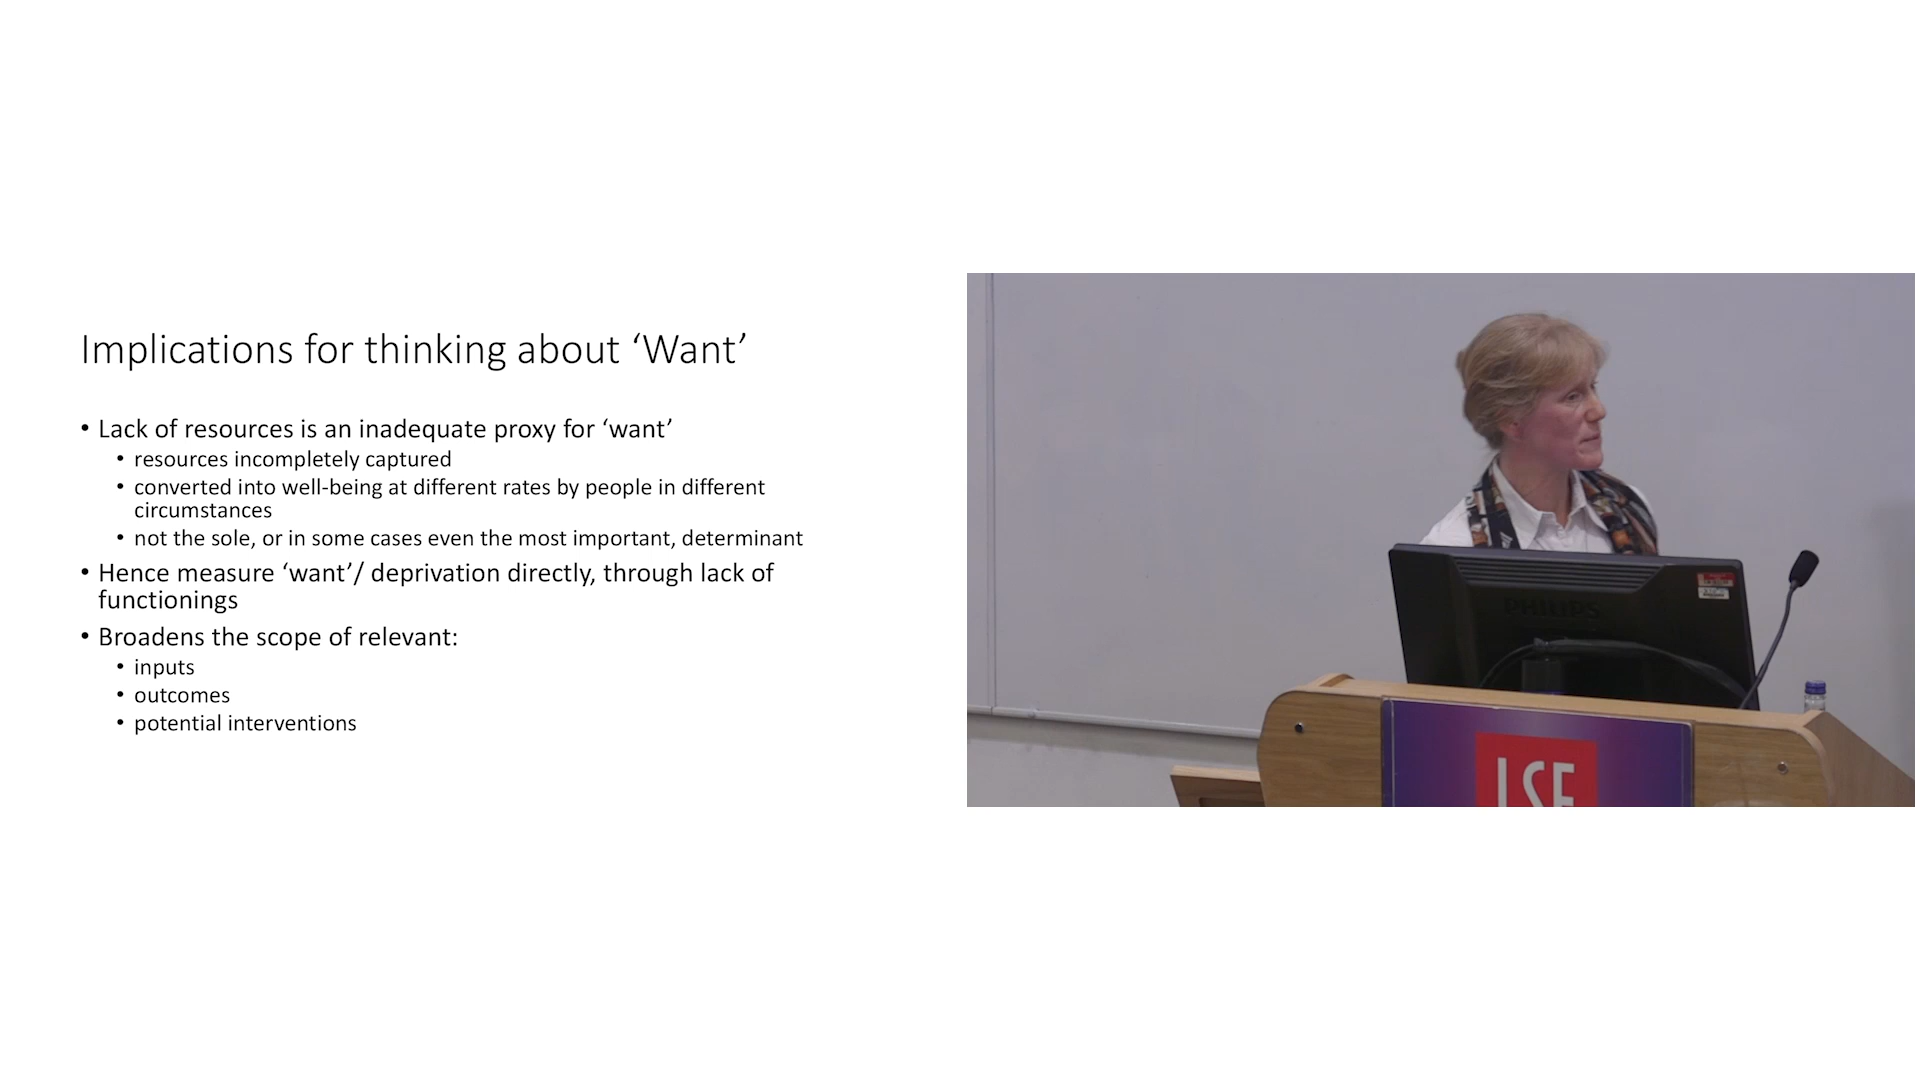 Implications for thinking about ‘Want’
• Lack of resources is an inadequate proxy for ‘want’
• resources incompletely captured
• converted into well-being at different rates by people in different
circumstances
• not the sole, or in some cases even the most important, determinant
• Hence measure ‘want’/ deprivation directly, through lack of
functionings
• Broadens the scope of relevant:
• inputs
• outcomes
• potential interventions
PHILIPS
LSE